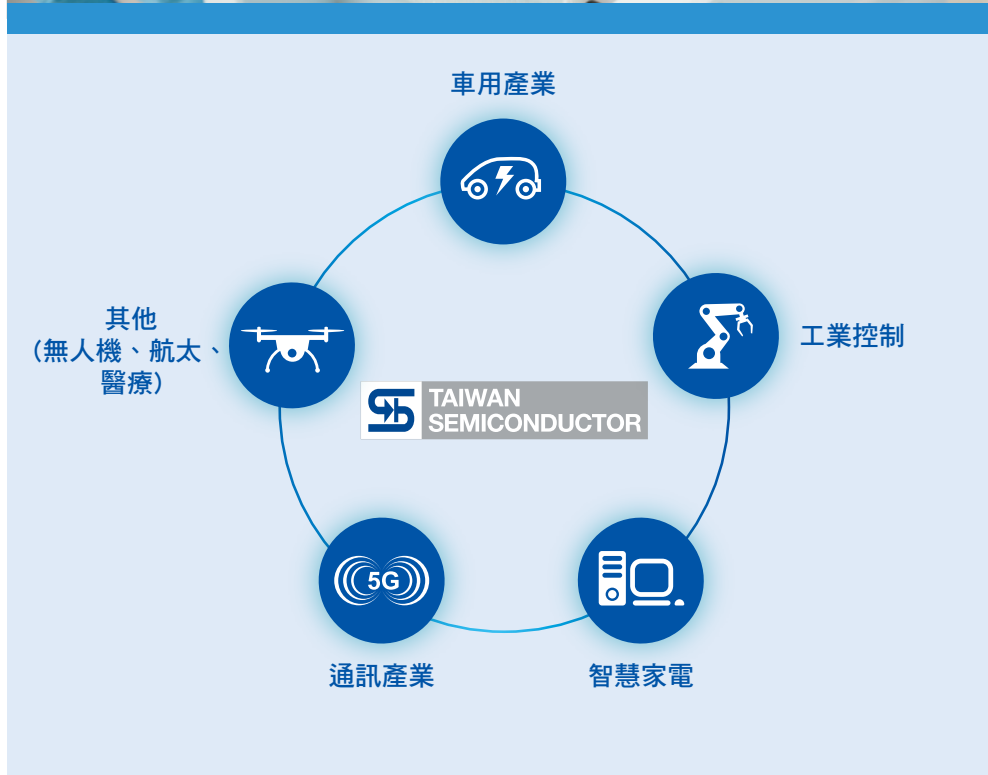 車用產業
工業控制
其他
(無人機、航太、
醫療)
TAIWAN
SEMICONDUCTOR
5G
通訊產業
智慧家電